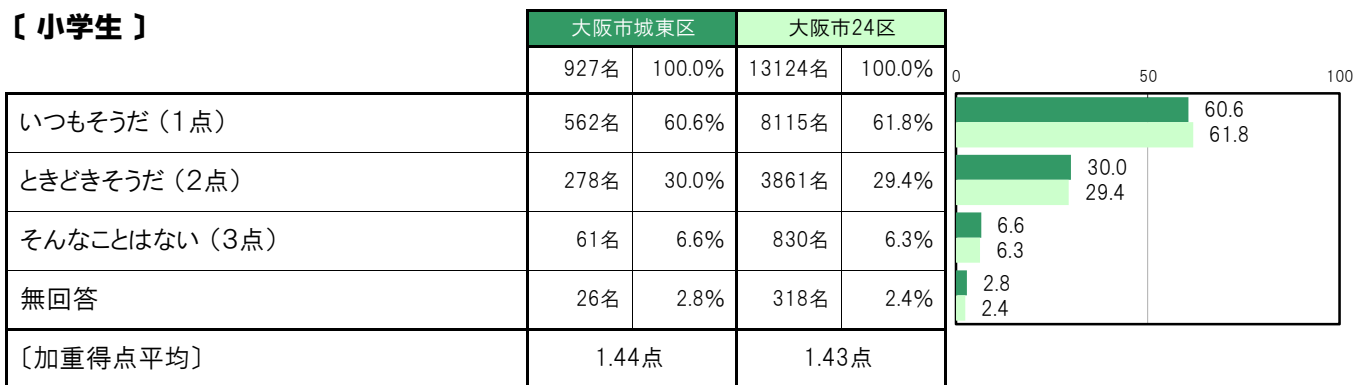 〔 小学生 〕
大阪市城東区 大阪市24区
927名 100.0% 13124名 100.0%
0 50 100
いつもそうだ（１点） 562名 60.6% 8115名 61.8%
60.6
61.8
ときどきそうだ（２点） 278名 30.0% 3861名 29.4%
30.0
29.4
そんなことはない（３点） 61名 6.6% 830名 6.3%
6.6
6.3
無回答 26名 2.8% 318名 2.4%
2.8
2.4
〔加重得点平均〕 1.44点 1.43点